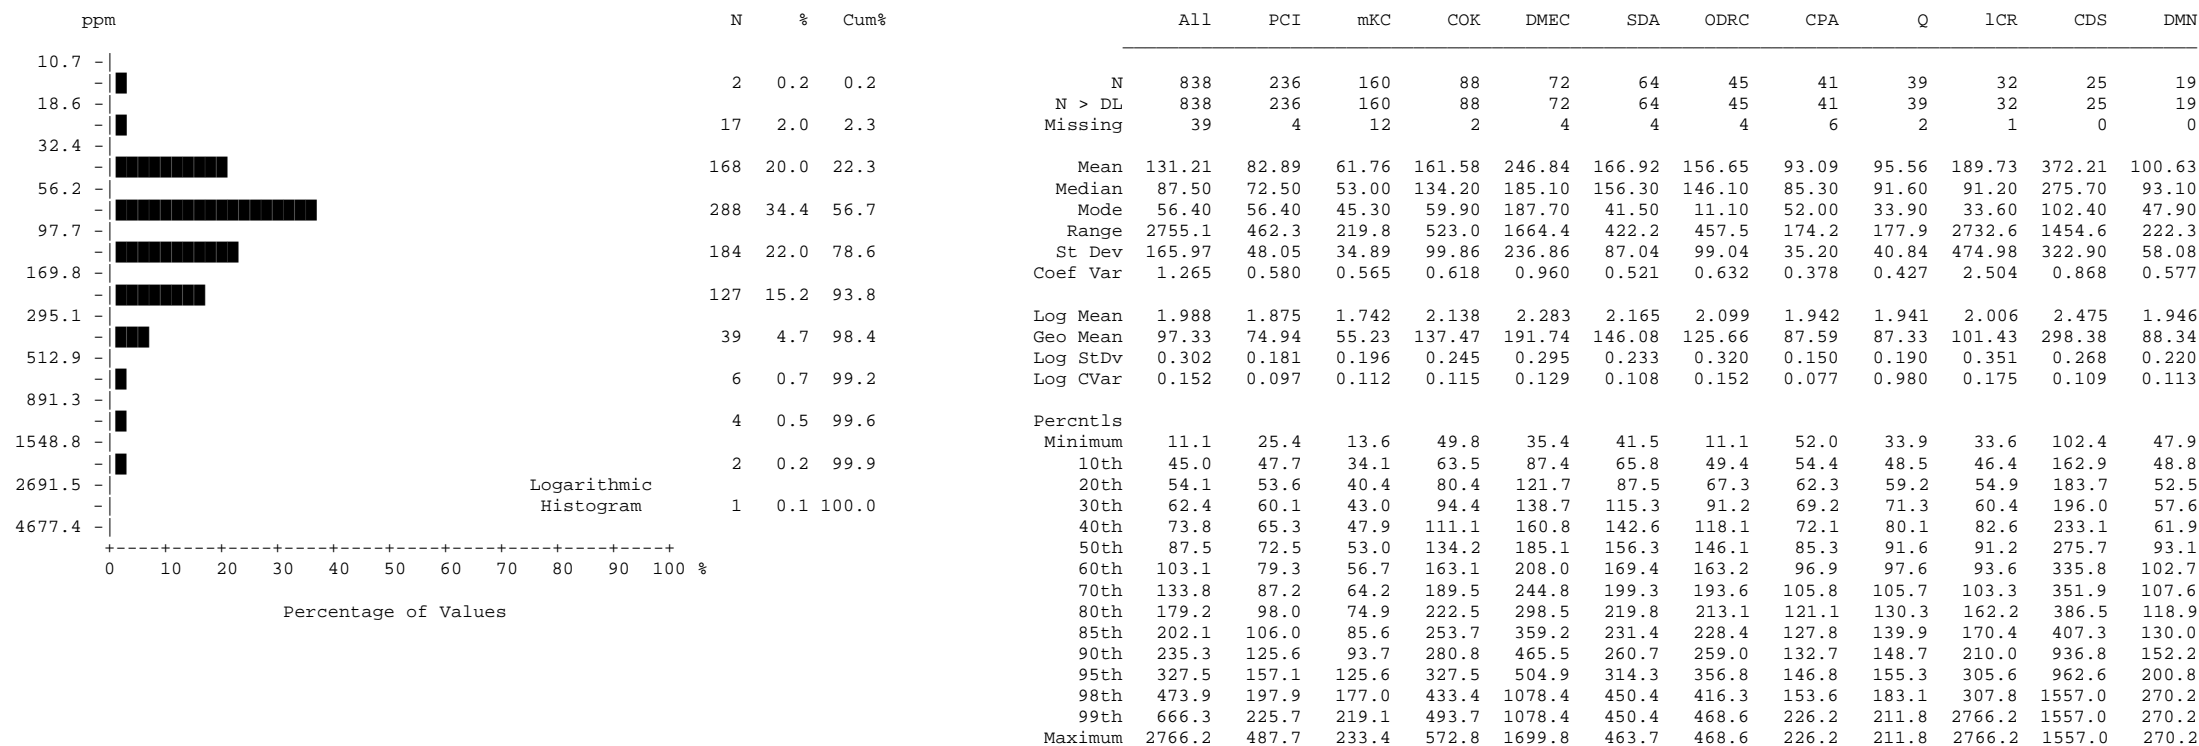 ppm N % Cum% All PCI mKC COK DMEC SDA ODRC CPA Q lCR CDS DMN
10.7 -|
-| 2 0.2 0.2 N 838 236 160 88 72 64 45 41 39 32 25 19
18.6 -| N > DL 838 236 160 88 72 64 45 41 39 32 25 19
-| 17 2.0 2.3 Missing 39 4 12 2 4 4 4 6 2 1 0 0
32.4 -|
-| 168 20.0 22.3 Mean 131.21 82.89 61.76 161.58 246.84 166.92 156.65 93.09 95.56 189.73 372.21 100.63
56.2 -| Median 87.50 72.50 53.00 134.20 185.10 156.30 146.10 85.30 91.60 91.20 275.70 93.10
-| 288 34.4 56.7 Mode 56.40 56.40 45.30 59.90 187.70 41.50 11.10 52.00 33.90 33.60 102.40 47.90
97.7 -| Range 2755.1 462.3 219.8 523.0 1664.4 422.2 457.5 174.2 177.9 2732.6 1454.6 222.3
-| 184 22.0 78.6 St Dev 165.97 48.05 34.89 99.86 236.86 87.04 99.04 35.20 40.84 474.98 322.90 58.08
169.8 -| Coef Var 1.265 0.580 0.565 0.618 0.960 0.521 0.632 0.378 0.427 2.504 0.868 0.577
-| 127 15.2 93.8
295.1 -| Log Mean 1.988 1.875 1.742 2.138 2.283 2.165 2.099 1.942 1.941 2.006 2.475 1.946
-| 39 4.7 98.4 Geo Mean 97.33 74.94 55.23 137.47 191.74 146.08 125.66 87.59 87.33 101.43 298.38 88.34
512.9 -| Log StDv 0.302 0.181 0.196 0.245 0.295 0.233 0.320 0.150 0.190 0.351 0.268 0.220
-| 6 0.7 99.2 Log CVar 0.152 0.097 0.112 0.115 0.129 0.108 0.152 0.077 0.980 0.175 0.109 0.113
891.3 -|
-| 4 0.5 99.6 Percntls
1548.8 -| Minimum 11.1 25.4 13.6 49.8 35.4 41.5 11.1 52.0 33.9 33.6 102.4 47.9
-| 2 0.2 99.9 10th 45.0 47.7 34.1 63.5 87.4 65.8 49.4 54.4 48.5 46.4 162.9 48.8
2691.5 -| Logarithmic 20th 54.1 53.6 40.4 80.4 121.7 87.5 67.3 62.3 59.2 54.9 183.7 52.5
-| Histogram 1 0.1 100.0 30th 62.4 60.1 43.0 94.4 138.7 115.3 91.2 69.2 71.3 60.4 196.0 57.6
4677.4 -| 40th 73.8 65.3 47.9 111.1 160.8 142.6 118.1 72.1 80.1 82.6 233.1 61.9
+----+----+----+----+----+----+----+----+----+----+ 50th 87.5 72.5 53.0 134.2 185.1 156.3 146.1 85.3 91.6 91.2 275.7 93.1
0 10 20 30 40 50 60 70 80 90 100 % 60th 103.1 79.3 56.7 163.1 208.0 169.4 163.2 96.9 97.6 93.6 335.8 102.7
70th 133.8 87.2 64.2 189.5 244.8 199.3 193.6 105.8 105.7 103.3 351.9 107.6
Percentage of Values 80th 179.2 98.0 74.9 222.5 298.5 219.8 213.1 121.1 130.3 162.2 386.5 118.9
85th 202.1 106.0 85.6 253.7 359.2 231.4 228.4 127.8 139.9 170.4 407.3 130.0
90th 235.3 125.6 93.7 280.8 465.5 260.7 259.0 132.7 148.7 210.0 936.8 152.2
95th 327.5 157.1 125.6 327.5 504.9 314.3 356.8 146.8 155.3 305.6 962.6 200.8
98th 473.9 197.9 177.0 433.4 1078.4 450.4 416.3 153.6 183.1 307.8 1557.0 270.2
99th 666.3 225.7 219.1 493.7 1078.4 450.4 468.6 226.2 211.8 2766.2 1557.0 270.2
Maximum 2766.2 487.7 233.4 572.8 1699.8 463.7 468.6 226.2 211.8 2766.2 1557.0 270.2